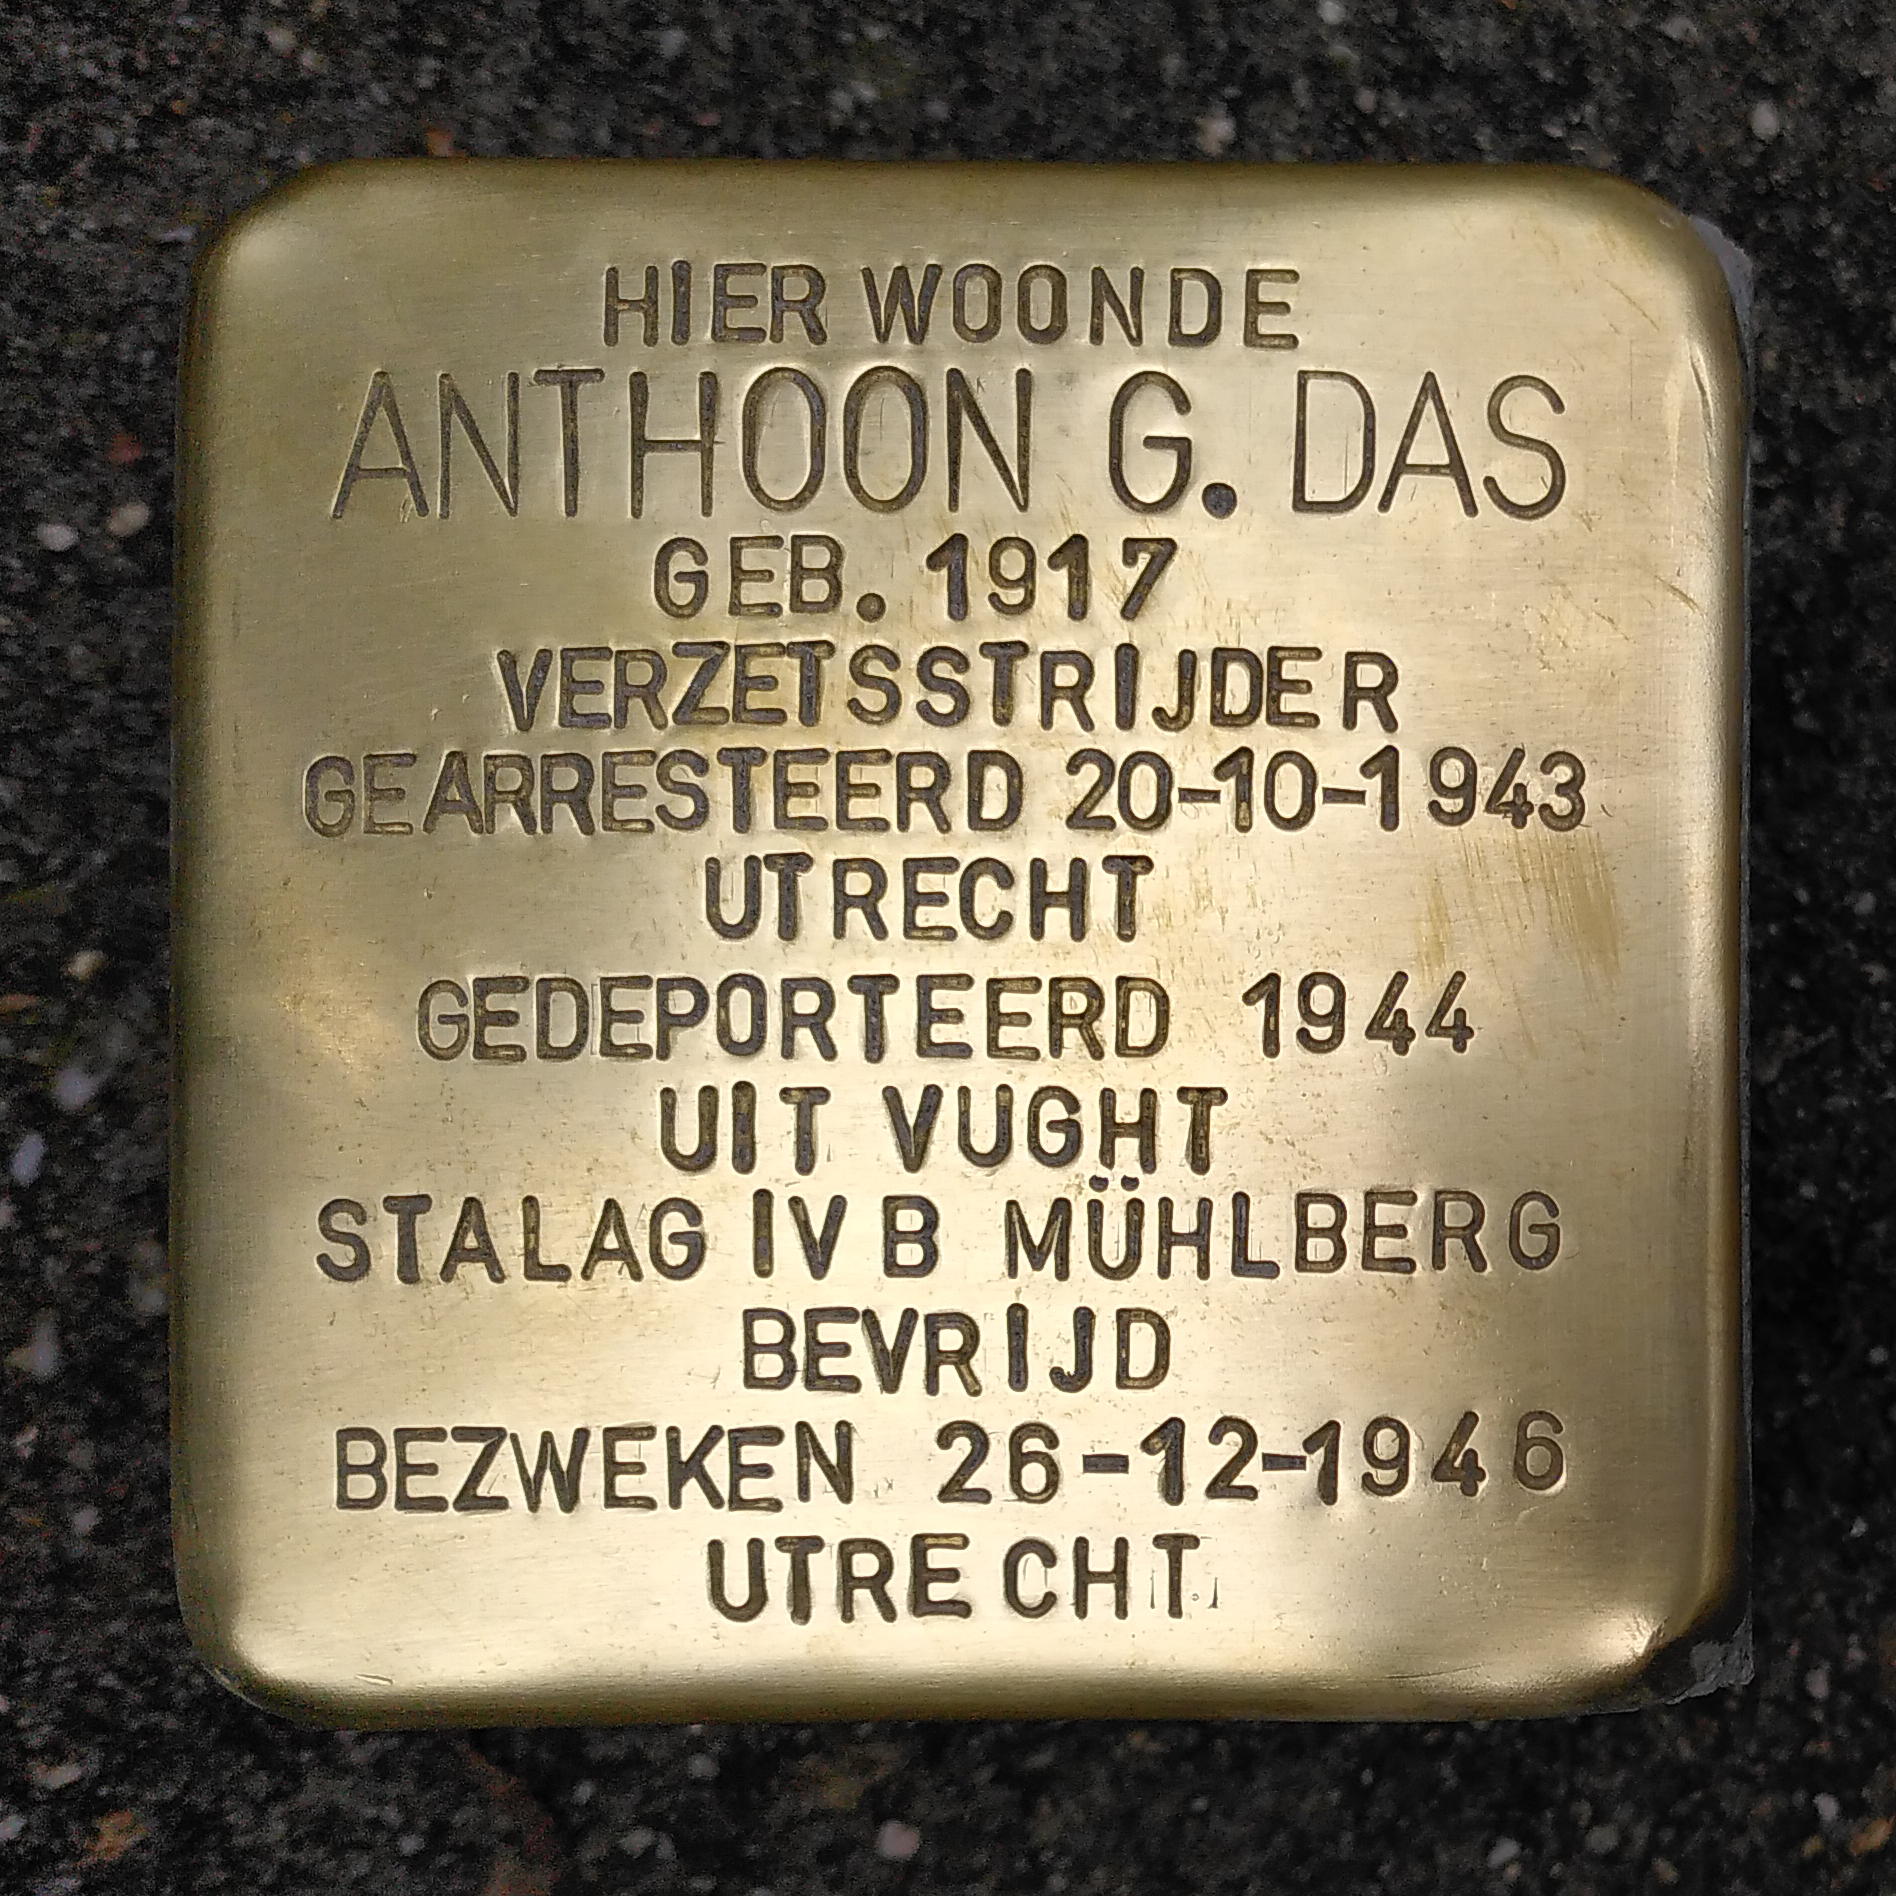 HIER WOONDE
ANTHOON G. DAS
GEB. 1917
VERZETSSTRIJDER
GEARRESTEERD 20-10-1943
UTRECHT
GEDEPORTEERD 1944
UIT VUGHT
STALAG IV B MÜHLBERG
BEVRIJD
BEZWEKEN 26-12-1946
UTRECHT